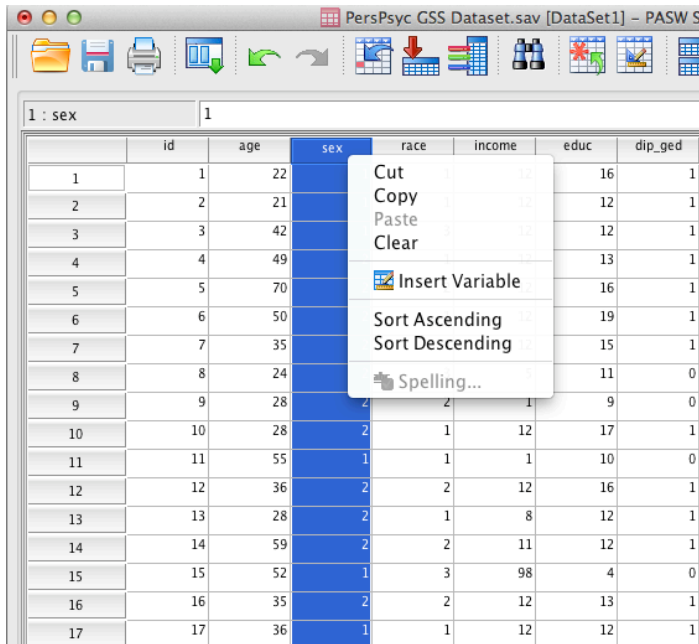 PersPsyc GSS Dataset.sav [DataSet1] – PASW S
1 : sex 1
id age sex race income educ dip_ged
1 1 22 16 1
2 2 21 12 1
3 3 42 12 1
4 4 49 13 1
5 5 70 16 1
6 6 50 19 1
7 7 35 15 1
8 8 24 11 0
9 9 28 2 2 1 9 0
10 10 28 2 1 12 17 1
11 11 55 1 1 1 10 0
12 12 36 2 2 12 16 1
13 13 28 2 1 8 12 1
14 14 59 2 2 11 12 1
15 15 52 1 3 98 4 0
16 16 35 2 2 12 13 1
17 17 36 1 1 12 12 1
Cut
Copy
Paste
Clear
Insert Variable
Sort Ascending
Sort Descending
Spelling...